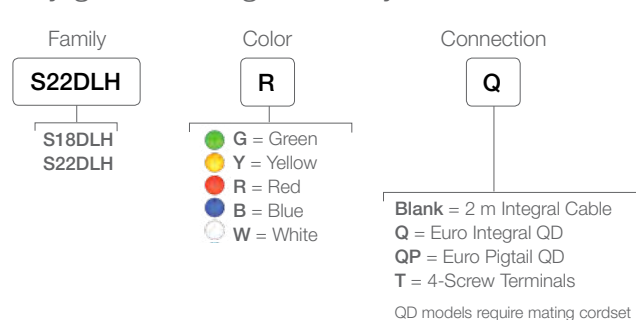 Family
Color
Connection
S22DLH
R
Q
S18DLH
S22DLH
G = Green
Y = Yellow
R = Red
B = Blue
W = White
Blank = 2 m Integral Cable
Q = Euro Integral QD
QP = Euro Pigtail QD
T = 4-Screw Terminals
QD models require mating cordset